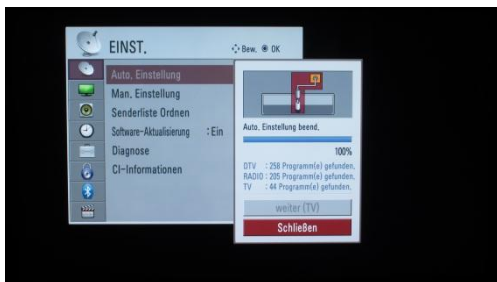 EINST.
Bew. OK
Auto. Einstellung
Man. Einstellung
Senderliste Ordnen
Software-Aktualisierung : Ein
Diagnose
CI-Informationen
Auto. Einstellung beend.
100%
DTV : 258 Programm(e) gefunden.
RADIO : 205 Programm(e) gefunden.
TV : 44 Programm(e) gefunden.
weiter (TV)
Schließen